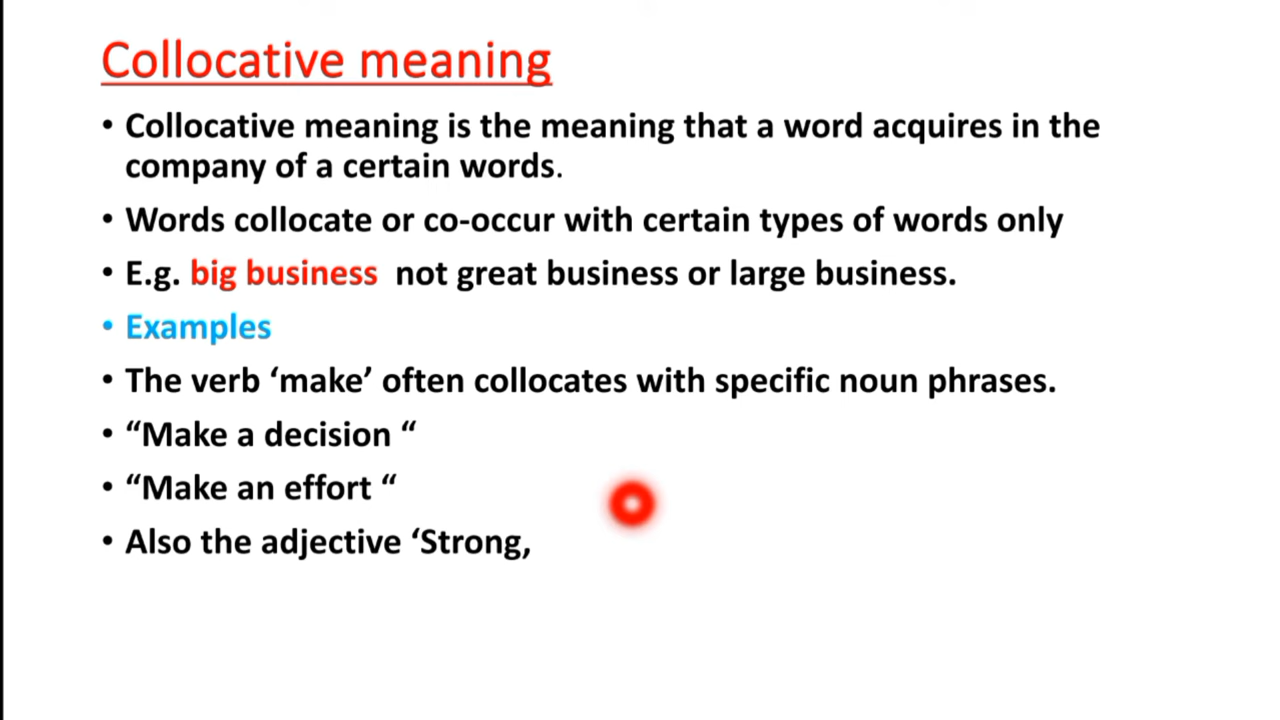 Collocative meaning
• Collocative meaning is the meaning that a word acquires in the
company of a certain words.
• Words collocate or co-occur with certain types of words only
• E.g. big business  not great business or large business.
• Examples
• The verb ‘make’ often collocates with specific noun phrases.
• “Make a decision “
• “Make an effort “
• Also the adjective ‘Strong,